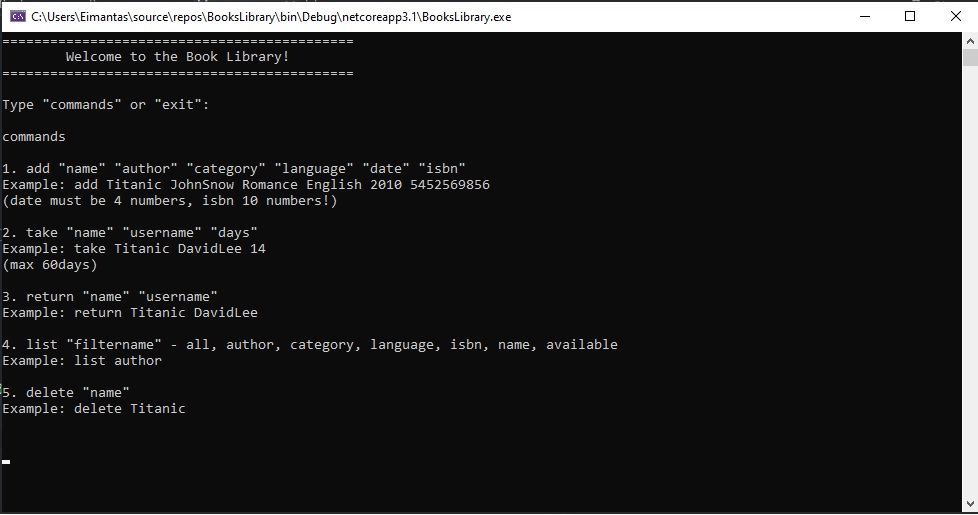 C:\Users\Eimantas\source\repos\BooksLibrary\bin\Debug\netcoreapp3.1\BooksLibrary.exe
============================================
Welcome to the Book Library!
============================================
Type "commands" or "exit":
commands
1. add "name" "author" "category" "language" "date" "isbn"
Example: add Titanic JohnSnow Romance English 2010 5452569856
(date must be 4 numbers, isbn 10 numbers!)
2. take "name" "username" "days"
Example: take Titanic DavidLee 14
(max 60days)
3. return "name" "username"
Example: return Titanic DavidLee
4. list "filtername" - all, author, category, language, isbn, name, available
Example: list author
5. delete "name"
Example: delete Titanic